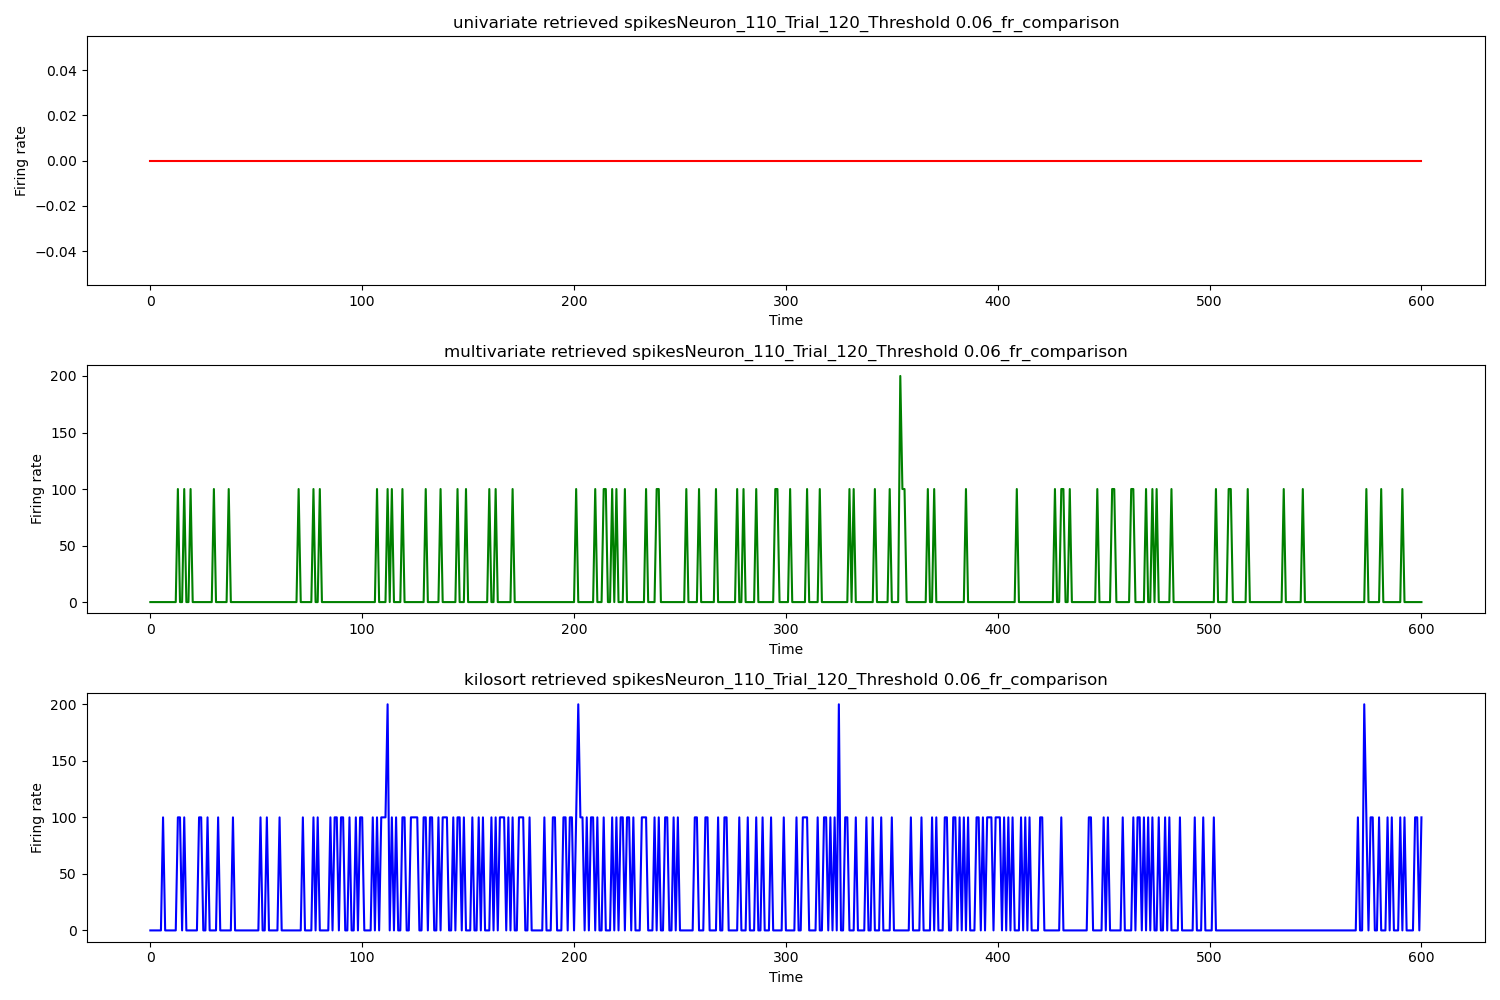 univariate retrieved spikesNeuron_110_Trial_120_Threshold 0.06_fr_comparison
0.04
0.02
0.00
−0.02
−0.04
Firing rate
0 100 200 300 400 500 600
Time
multivariate retrieved spikesNeuron_110_Trial_120_Threshold 0.06_fr_comparison
200
150
100
50
0
Firing rate
0 100 200 300 400 500 600
Time
kilosort retrieved spikesNeuron_110_Trial_120_Threshold 0.06_fr_comparison
200
150
100
50
0
Firing rate
0 100 200 300 400 500 600
Time